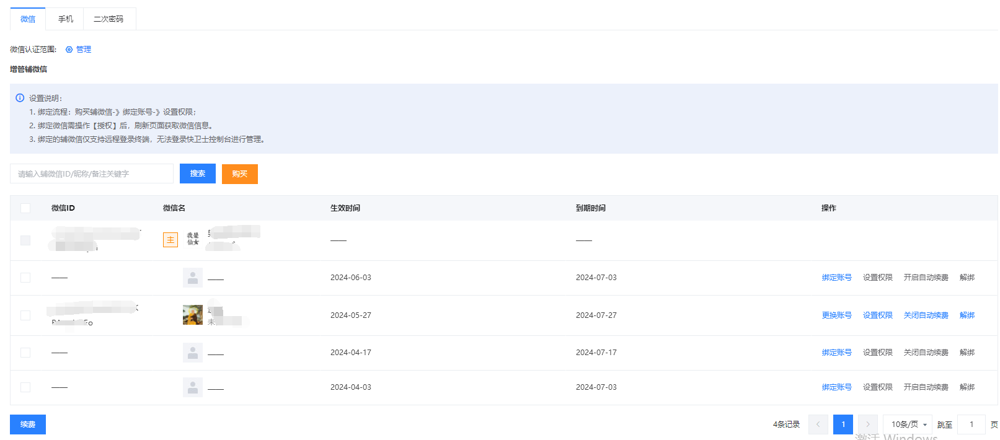 微信 手机 二次密码
微信认证范围: 管理
增管辅微信
设置说明:
1. 绑定流程：购买辅微信-》绑定账号-》设置权限；
2. 绑定微信需操作【授权】后，刷新页面获取微信信息。
3. 绑定的辅微信仅支持远程登录终端，无法登录快卫士控制台进行管理。
请输入辅微信ID/昵称/备注关键字 搜索 购买
微信ID 微信名 生效时间 到期时间 操作
主 我是仙女 —— ——
—— —— 2024-06-03 2024-07-03 绑定账号 设置权限 开启自动续费 解绑
2024-05-27 2024-07-27 更换账号 设置权限 关闭自动续费 解绑
—— —— 2024-04-17 2024-07-17 绑定账号 设置权限 关闭自动续费 解绑
—— —— 2024-04-03 2024-07-03 绑定账号 设置权限 开启自动续费 解绑
续费 4条记录 < 1 > 10条/页 跳至 1 页
激活 Windows